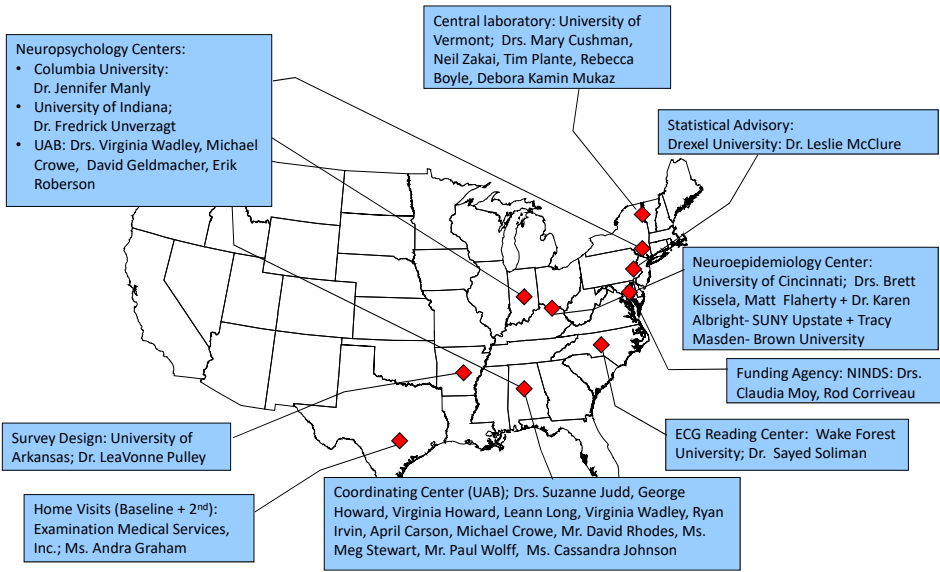 Neuropsychology Centers:
• Columbia University:
Dr. Jennifer Manly
• University of Indiana;
Dr. Fredrick Unverzagt
• UAB: Drs. Virginia Wadley, Michael
Crowe, David Geldmacher, Erik
Roberson
Central laboratory: University of
Vermont; Drs. Mary Cushman,
Neil Zakai, Tim Plante, Rebecca
Boyle, Debora Kamin Mukaz
Statistical Advisory:
Drexel University: Dr. Leslie McClure
Neuroepidemiology Center:
University of Cincinnati; Drs. Brett
Kissela, Matt Flaherty + Dr. Karen
Albright- SUNY Upstate + Tracy
Masden- Brown University
Funding Agency: NINDS: Drs.
Claudia Moy, Rod Corriveau
ECG Reading Center: Wake Forest
University; Dr. Sayed Soliman
Survey Design: University of
Arkansas; Dr. LeaVonne Pulley
Home Visits (Baseline + 2nd):
Examination Medical Services,
Inc.; Ms. Andra Graham
Coordinating Center (UAB); Drs. Suzanne Judd, George
Howard, Virginia Howard, Leann Long, Virginia Wadley, Ryan
Irvin, April Carson, Michael Crowe, Mr. David Rhodes, Ms.
Meg Stewart, Mr. Paul Wolff, Ms. Cassandra Johnson